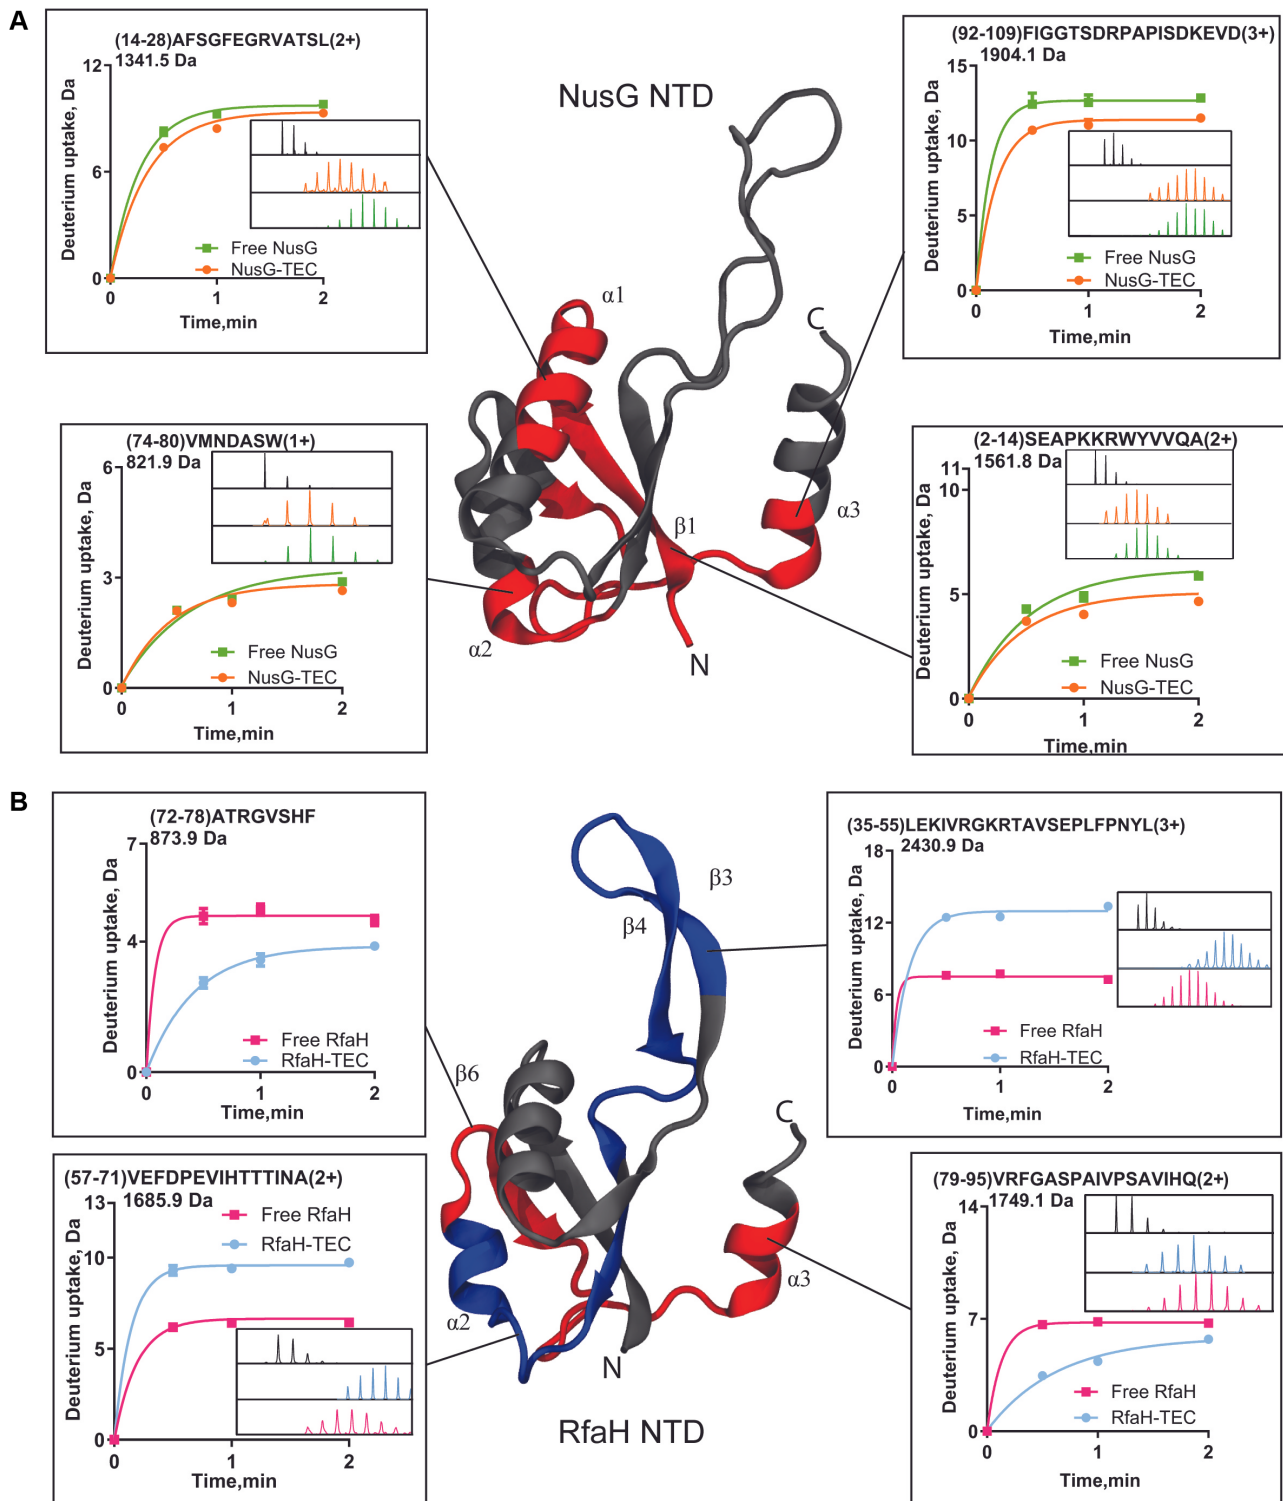 A
(14-28)AFSGFEGRVATSL(2+)
1341.5 Da
12
6
0
Deuterium uptake, Da
Free NusG
NusG-TEC
0 1 2
Time,min
NusG NTD
(92-109)FIGGTSDRPAPISDKEVD(3+)
1904.1 Da
15
10
5
0
Deuterium uptake, Da
Free NusG
NusG-TEC
0 1 2
Time,min
α1
C
α3
β1
α2
N
(74-80)VMNDASW(1+)
821.9 Da
6
3
0
Deuterium uptake, Da
Free NusG
NusG-TEC
0 1 2
Time,min
(2-14)SEAPKKRWYVVQA(2+)
1561.8 Da
11
10
5
0
Deuterium uptake, Da
Free NusG
NusG-TEC
0 1 2
Time,min
B
(72-78)ATRGVSHF
873.9 Da
7
4
0
Deuterium uptake, Da
Free RfaH
RfaH-TEC
0 1 2
Time,min
(35-55)LEKIVRGKRTAVSEPLFPNYL(3+)
2430.9 Da
18
12
6
0
Deuterium uptake, Da
Free RfaH
RfaH-TEC
0 1 2
Time,min
β3
β4
β6
C
α3
α2
N
RfaH NTD
(57-71)VEFDPEVIHTTTINA(2+)
1685.9 Da
13
10
5
0
Deuterium uptake, Da
Free RfaH
RfaH-TEC
0 1 2
Time,min
(79-95)VRFGASPAIVPSAVIHQ(2+)
1749.1 Da
14
7
0
Deuterium uptake, Da
Free RfaH
RfaH-TEC
0 1 2
Time,min